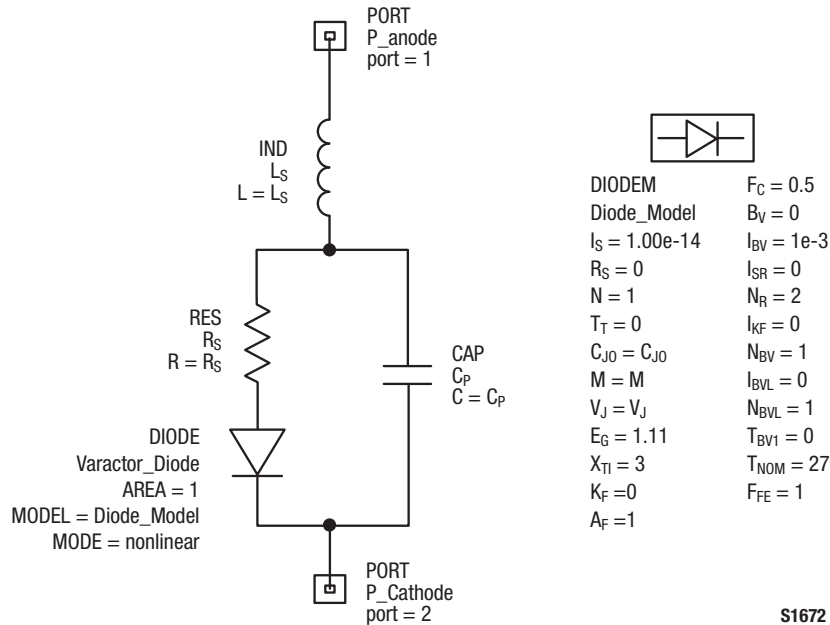 PORT
P_anode
port = 1
IND
LS
L = LS
RES
RS
R = RS
CAP
CP
C = CP
DIODE
Varactor_Diode
AREA = 1
MODEL = Diode_Model
MODE = nonlinear
PORT
P_Cathode
port = 2
DIODEM
Diode_Model
IS = 1.00e-14
RS = 0
N = 1
TT = 0
CJO = CJO
M = M
VJ = VJ
EG = 1.11
XTI = 3
KF =0
AF =1
FC = 0.5
BV = 0
IBV = 1e-3
ISR = 0
NR = 2
IKF = 0
NBV = 1
IBVL = 0
NBVL = 1
TBV1 = 0
TNOM = 27
FFE = 1
S1672